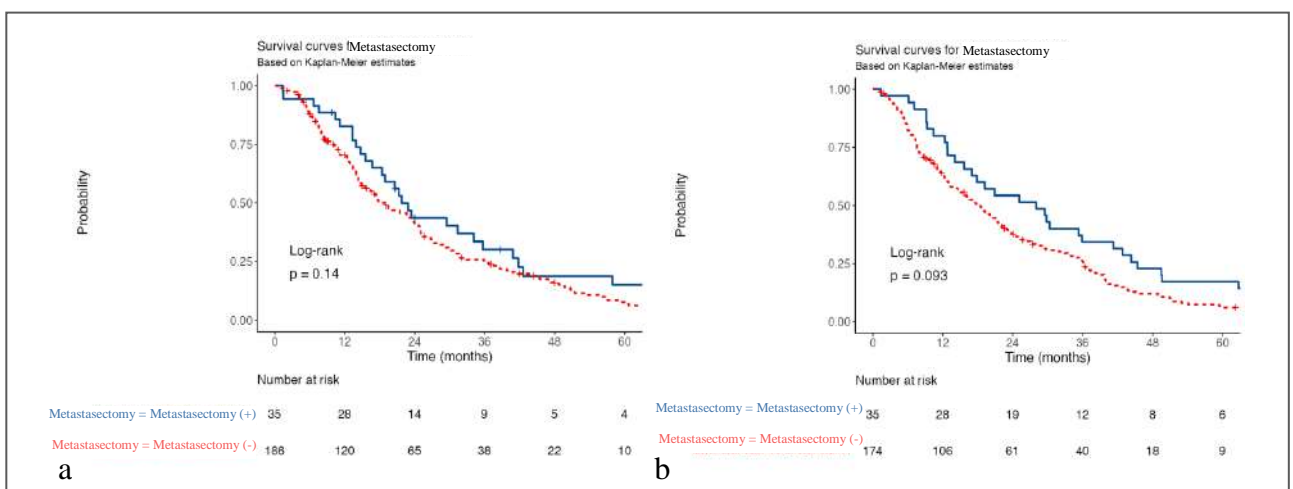 Survival curves f Metastasectomy
Based on Kaplan-Meier estimates
1.00
0.75
0.50
0.25
0.00
Probability
Log-rank
p = 0.14
0 12 24 36 48 60
Time (months)
Number at risk
Metastasectomy = Metastasectomy (+) 35 28 14 9 5 4
Metastasectomy = Metastasectomy (-) 186 120 65 38 22 10
a
Survival curves for Metastasectomy
Based on Kaplan-Meier estimates
1.00
0.75
0.50
0.25
0.00
Probability
Log-rank
p = 0.093
0 12 24 36 48 60
Time (months)
Number at risk
Metastasectomy = Metastasectomy (+) 35 28 19 12 8 6
Metastasectomy = Metastasectomy (-) 174 106 61 40 18 9
b